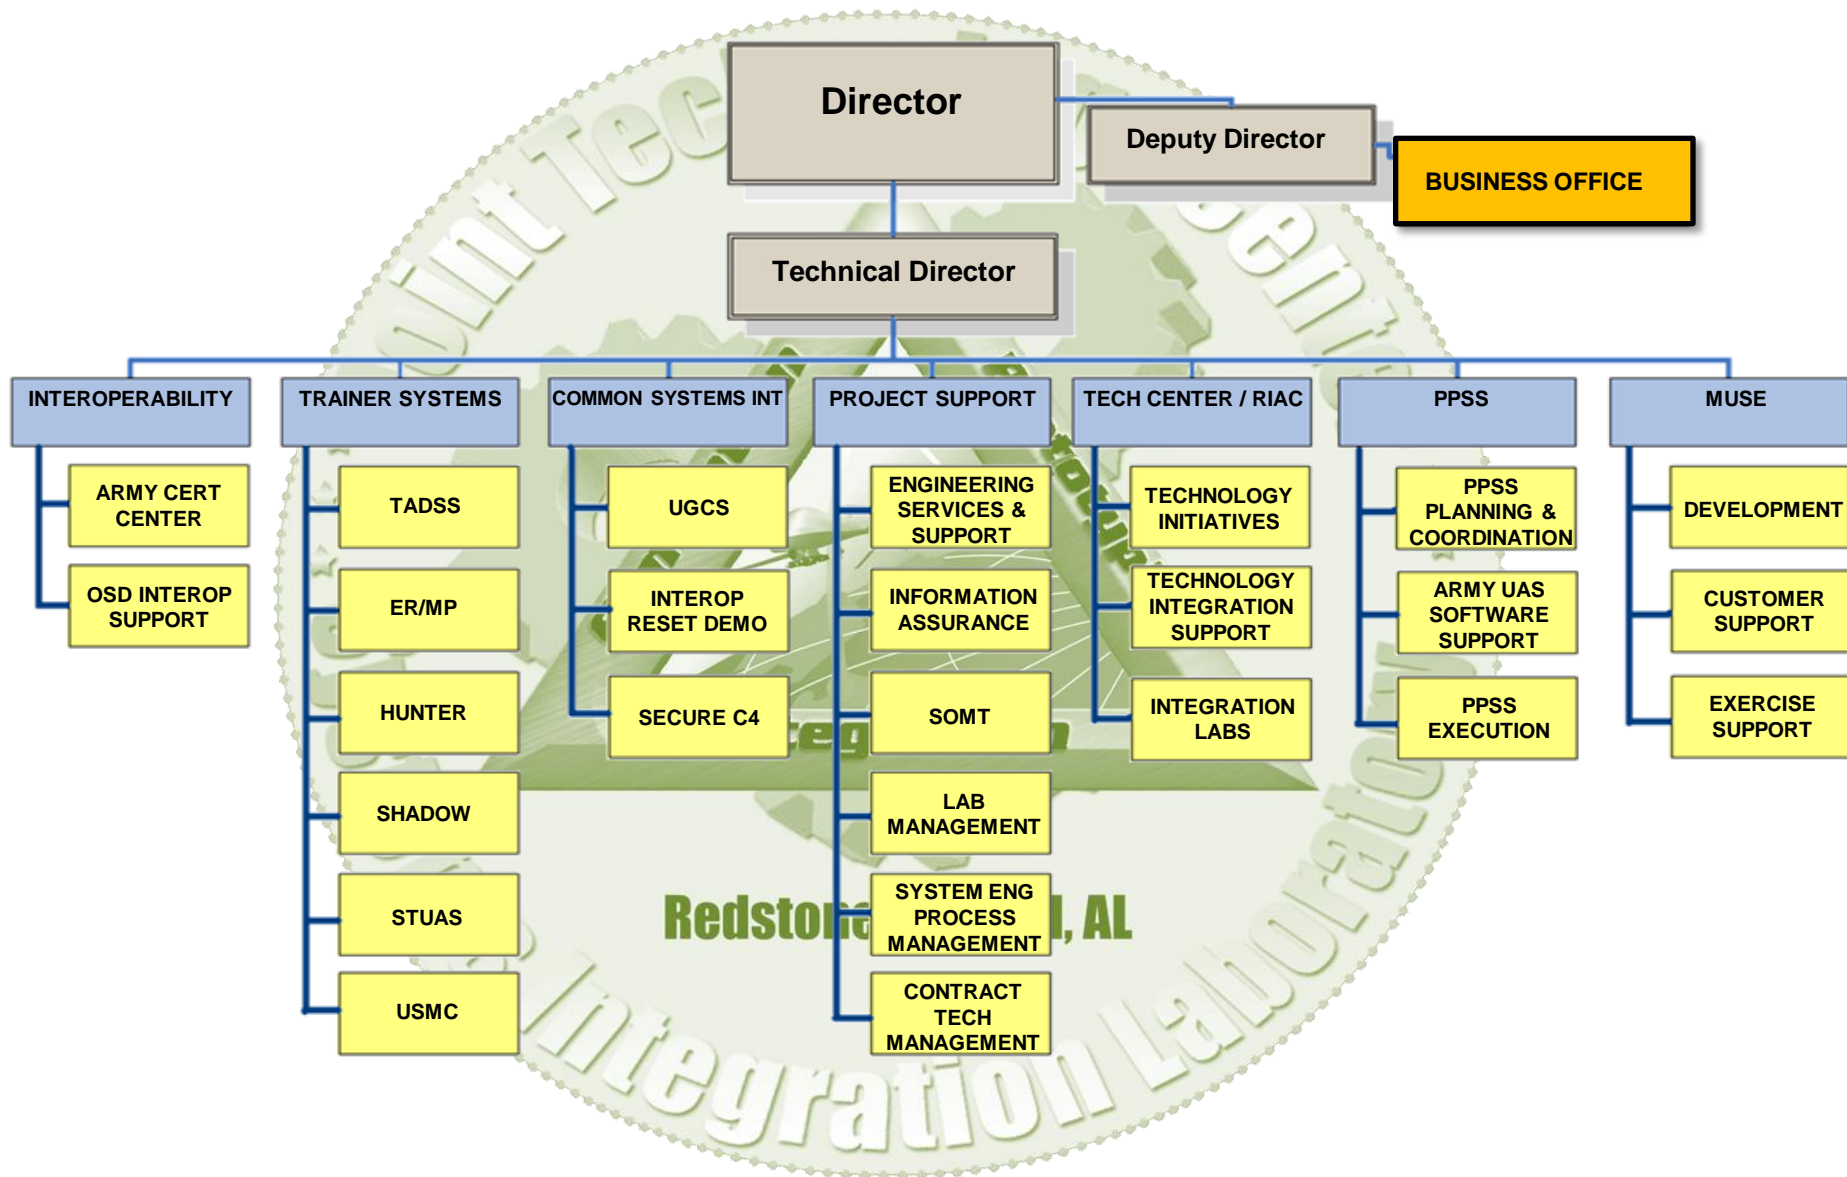 Director
Deputy Director
BUSINESS OFFICE
Technical Director
INTEROPERABILITY
ARMY CERT
CENTER
OSD INTEROP
SUPPORT
TRAINER SYSTEMS
TADSS
ER/MP
HUNTER
SHADOW
STUAS
USMC
COMMON SYSTEMS INT
UGCS
INTEROP
RESET DEMO
SECURE C4
PROJECT SUPPORT
ENGINEERING
SERVICES &
SUPPORT
INFORMATION
ASSURANCE
SOMT
LAB
MANAGEMENT
SYSTEM ENG
PROCESS
MANAGEMENT
CONTRACT
TECH
MANAGEMENT
TECH CENTER / RIAC
TECHNOLOGY
INITIATIVES
TECHNOLOGY
INTEGRATION
SUPPORT
INTEGRATION
LABS
PPSS
PPSS
PLANNING &
COORDINATION
ARMY UAS
SOFTWARE
SUPPORT
PPSS
EXECUTION
MUSE
DEVELOPMENT
CUSTOMER
SUPPORT
EXERCISE
SUPPORT
Integration Laboratory
AL